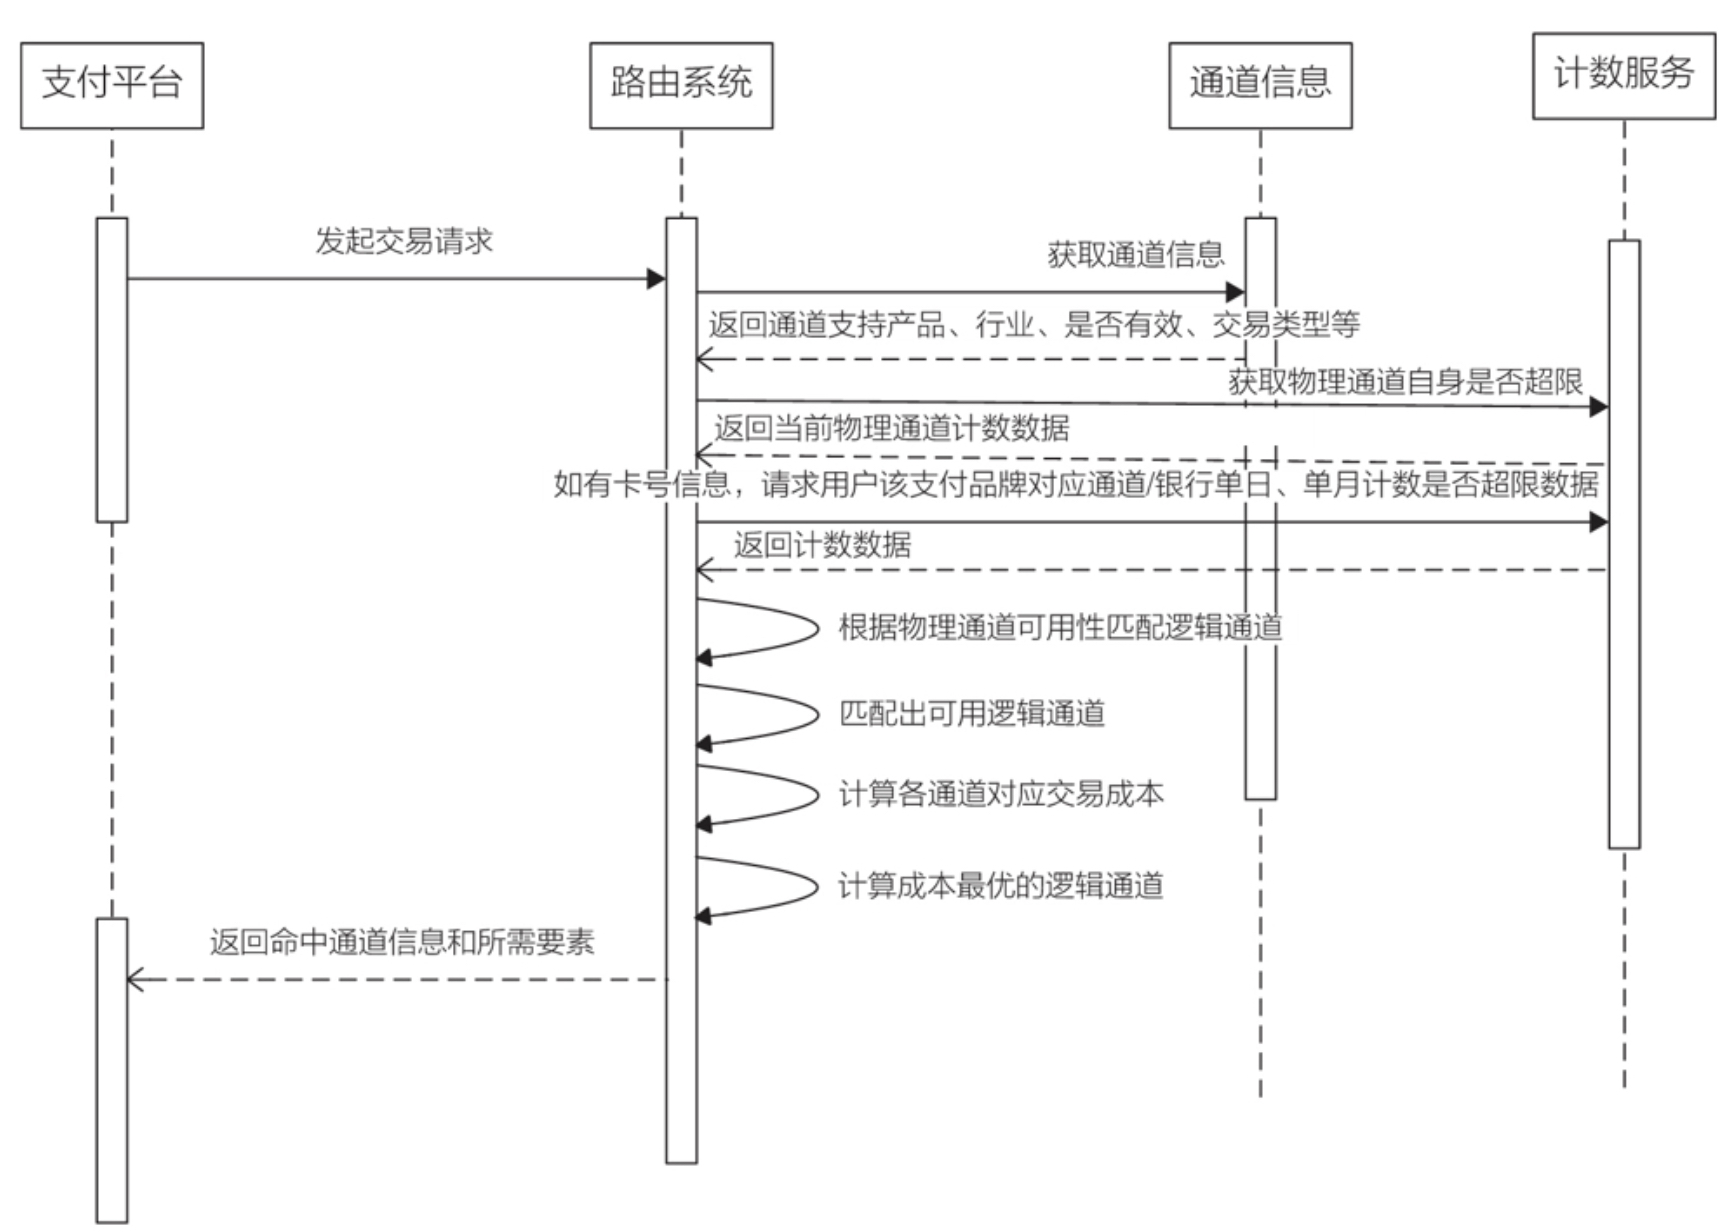 支付平台
路由系统
通道信息
计数服务
发起交易请求
获取通道信息
返回通道支持产品、行业、是否有效、交易类型等
获取物理通道自身是否超限
返回当前物理通道计数数据
如有卡号信息，请求用户该支付品牌对应通道/银行单日、单月计数是否超限数据
返回计数数据
根据物理通道可用性匹配逻辑通道
匹配出可用逻辑通道
计算各通道对应交易成本
计算成本最优的逻辑通道
返回命中通道信息和所需要素